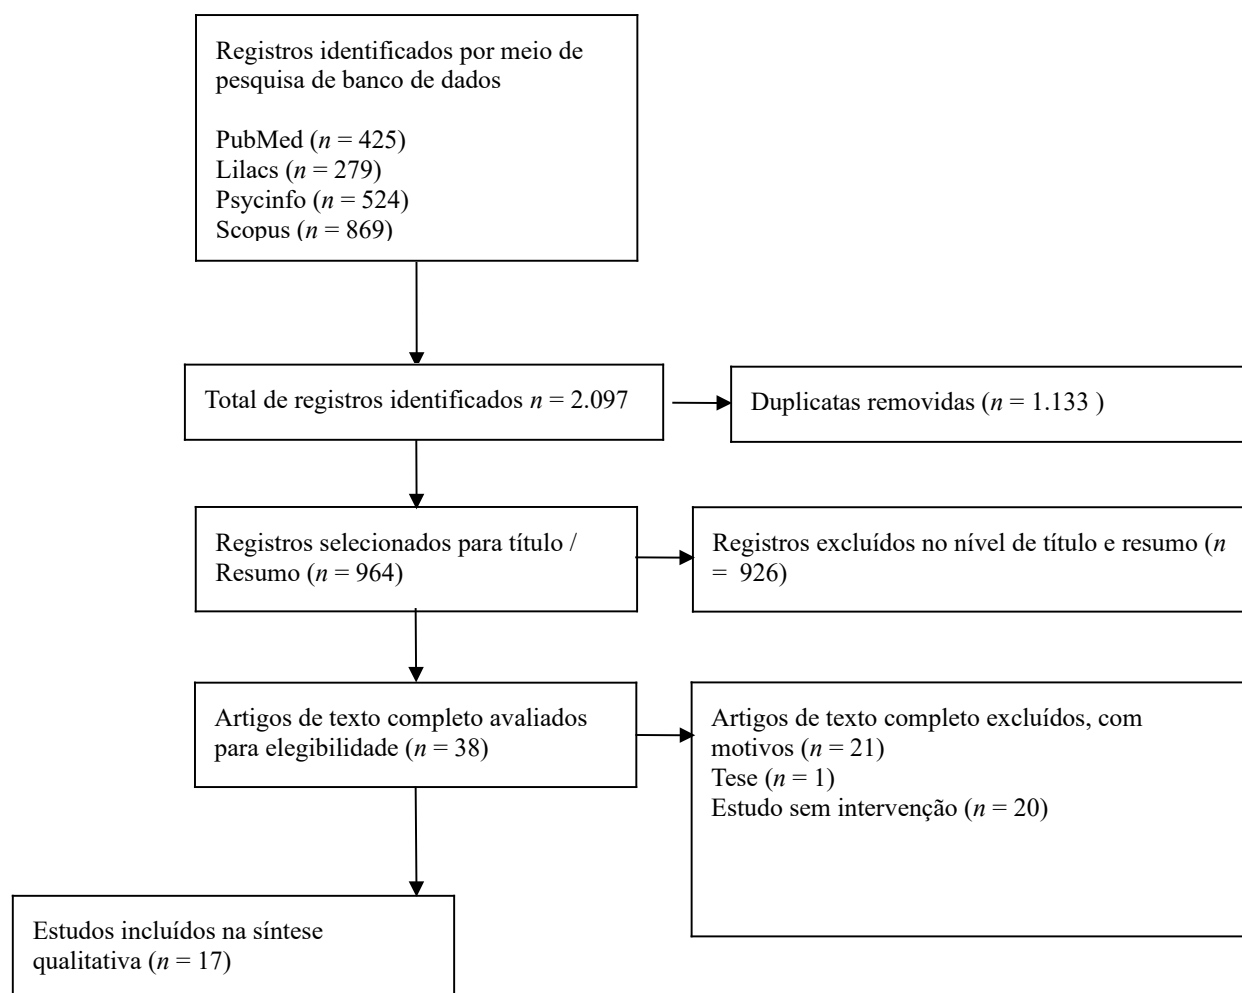 Registros identificados por meio de
pesquisa de banco de dados
PubMed (n = 425)
Lilacs (n = 279)
Psycinfo (n = 524)
Scopus (n = 869)
Total de registros identificados n = 2.097
Duplicatas removidas (n = 1.133 )
Registros selecionados para título /
Resumo (n = 964)
Registros excluídos no nível de título e resumo (n
= 926)
Artigos de texto completo avaliados
para elegibilidade (n = 38)
Artigos de texto completo excluídos, com
motivos (n = 21)
Tese (n = 1)
Estudo sem intervenção (n = 20)
Estudos incluídos na síntese
qualitativa (n = 17)